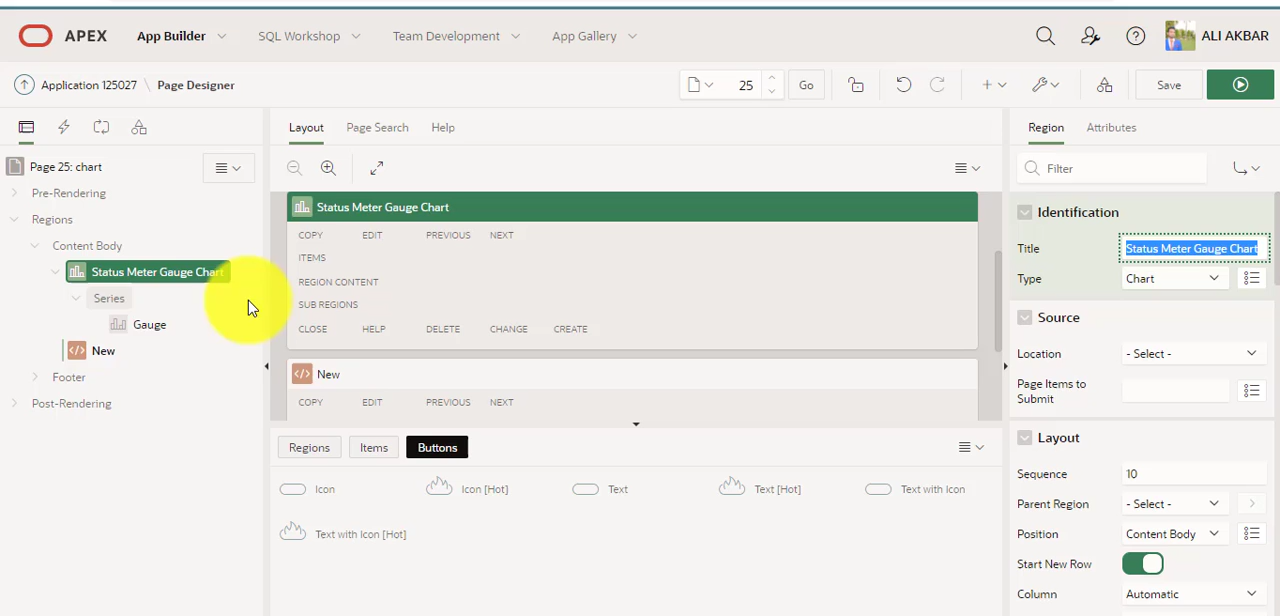 APEX App Builder SQL Workshop Team Development App Gallery ALI AKBAR
Application 125027 \ Page Designer 25 Go Save
Layout Page Search Help
Region Attributes
Page 25: chart
Pre-Rendering
Regions
Content Body
Status Meter Gauge Chart
Series
Gauge
New
Footer
Post-Rendering
Status Meter Gauge Chart
COPY EDIT PREVIOUS NEXT
ITEMS
REGION CONTENT
SUB REGIONS
CLOSE HELP DELETE CHANGE CREATE
New
COPY EDIT PREVIOUS NEXT
Regions Items Buttons
Icon Icon [Hot] Text Text [Hot] Text with Icon
Text with Icon [Hot]
Filter
Identification
Title Status Meter Gauge Chart
Type Chart
Source
Location - Select -
Page Items to
Submit
Layout
Sequence 10
Parent Region - Select -
Position Content Body
Start New Row
Column Automatic